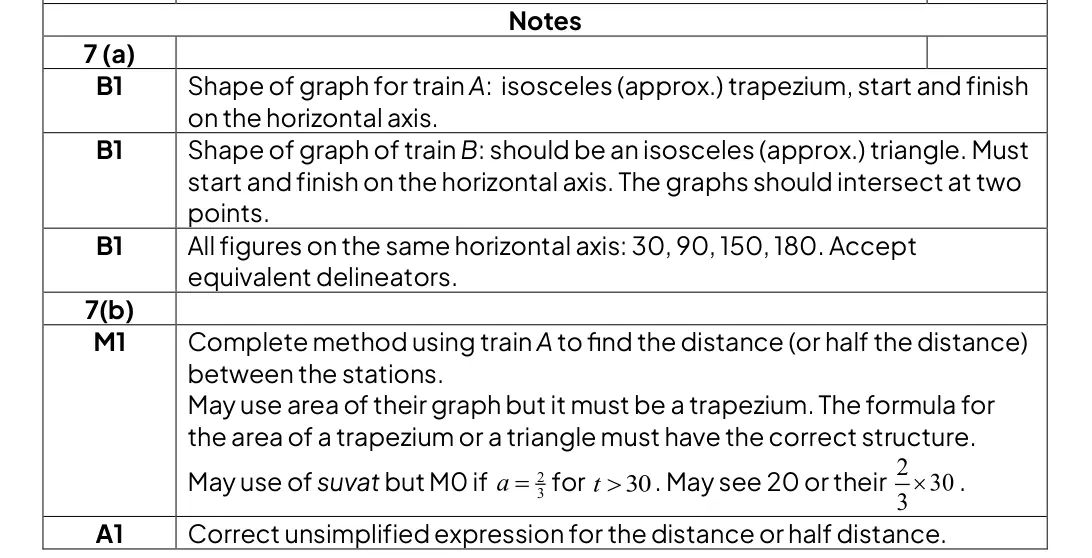 Notes
7 (a)
B1
Shape of graph for train A: isosceles (approx.) trapezium, start and finish
on the horizontal axis.
B1
Shape of graph of train B: should be an isosceles (approx.) triangle. Must
start and finish on the horizontal axis. The graphs should intersect at two
points.
B1
All figures on the same horizontal axis: 30, 90, 150, 180. Accept
equivalent delineators.
7(b)
M1
Complete method using train A to find the distance (or half the distance)
between the stations.
May use area of their graph but it must be a trapezium. The formula for
the area of a trapezium or a triangle must have the correct structure.
May use of suvat but M0 if a = 2/3 for t > 30. May see 20 or their 2/3 × 30.
A1
Correct unsimplified expression for the distance or half distance.